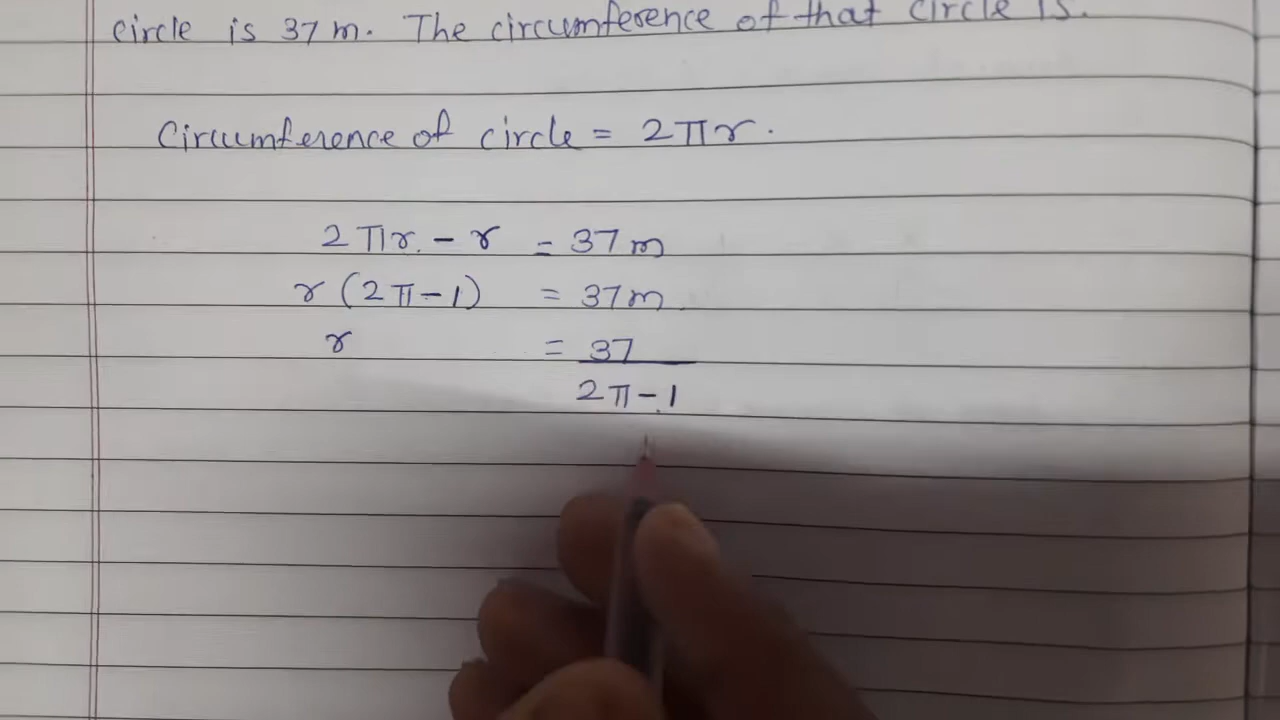 circle is 37 m. The circumference of that circle is.
Circumference of circle = 2πr.
2πr - r = 37 m
r (2π - 1) = 37 m
r = 37
2π - 1